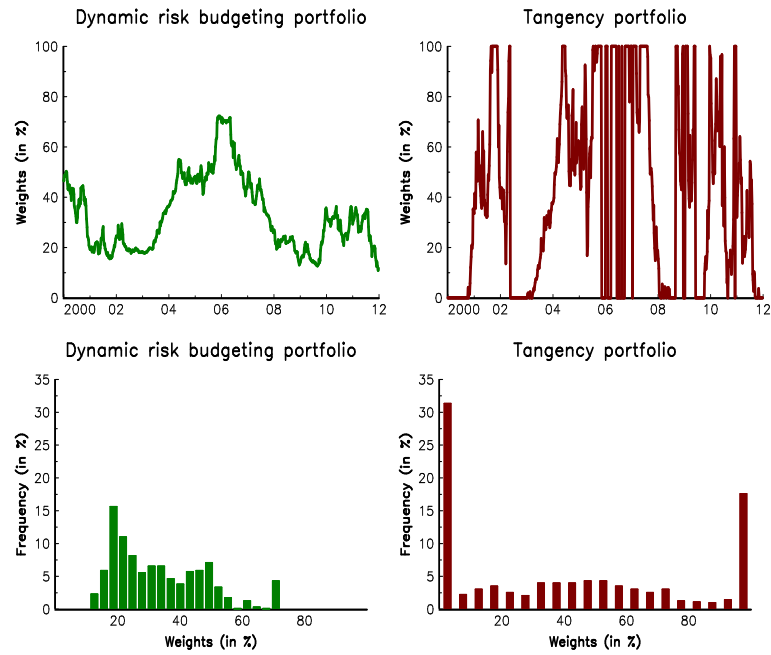 Dynamic risk budgeting portfolio
Tangency portfolio
Weights (in %)
100
80
60
40
20
0
2000 02 04 06 08 10 12
Weights (in %)
100
80
60
40
20
0
2000 02 04 06 08 10 12
Dynamic risk budgeting portfolio
Tangency portfolio
Frequency (in %)
35
30
25
20
15
10
5
0
20 40 60 80
Weights (in %)
Frequency (in %)
35
30
25
20
15
10
5
0
20 40 60 80
Weights (in %)